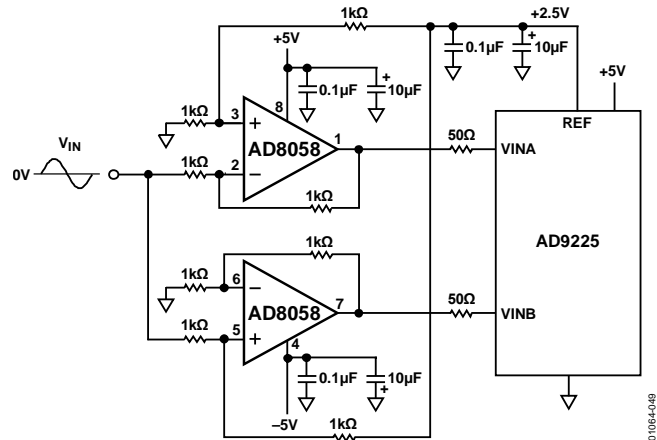 1kΩ
+2.5V
+5V
0.1µF
10µF
+
+5V
0.1µF
10µF
+
8
REF
1kΩ
3
+
VIN
1kΩ
AD8058
1
50Ω
VINA
2
−
0V
1kΩ
AD9225
1kΩ
1kΩ
6
−
AD8058
7
50Ω
VINB
1kΩ
5
+
4
0.1µF
10µF
+
−5V
1kΩ
01064-049